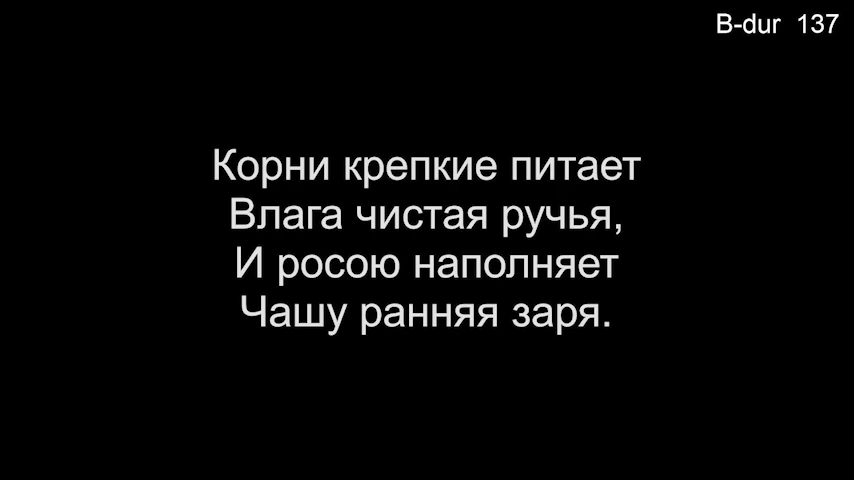 B-dur 137
Корни крепкие питает
Влага чистая ручья,
И росою наполняет
Чашу ранняя заря.